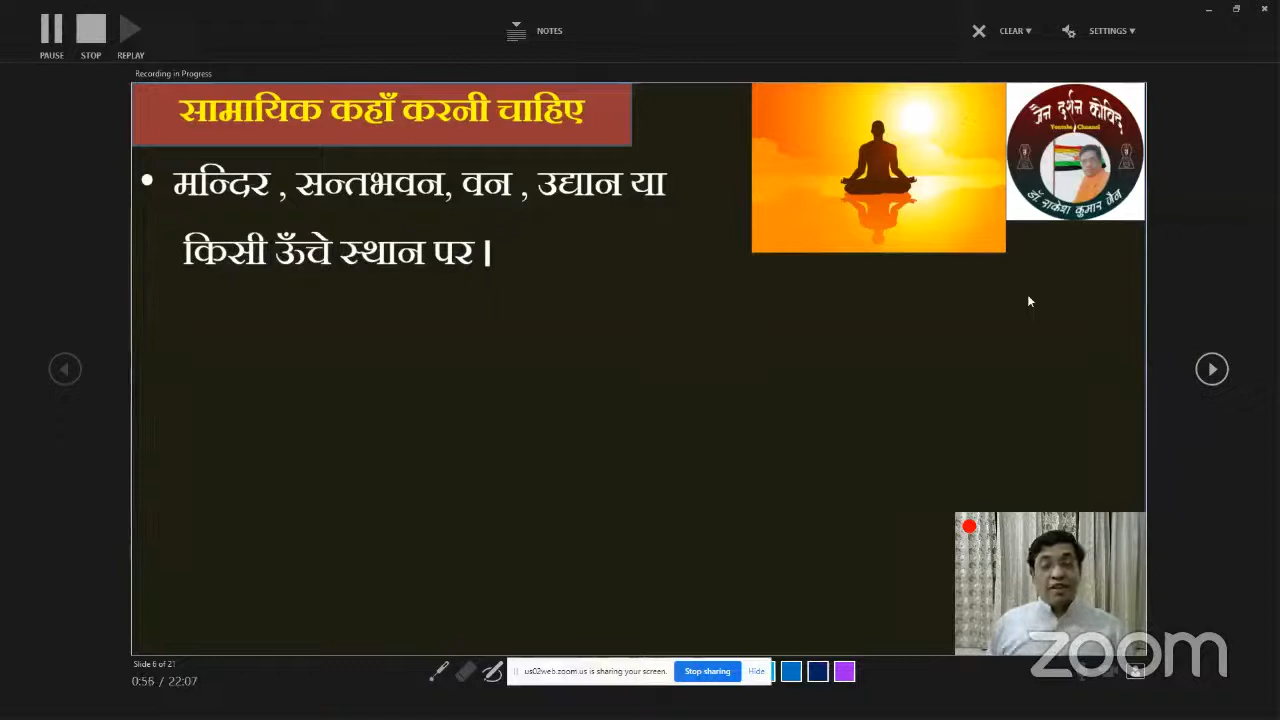 PAUSE
STOP
REPLAY
NOTES
CLEAR ▾
SETTINGS ▾
Recording in Progress
सामायिक कहाँ करनी चाहिए
• मन्दिर , सन्तभवन, वन , उद्यान या
किसी ऊँचे स्थान पर ।
जैन दर्शन कोविद
Youtube Channel
डॉ. राकेश कुमार जैन
Slide 6 of 21
0:56 / 22:07
us02web.zoom.us is sharing your screen.
Stop sharing
Hide
zoom